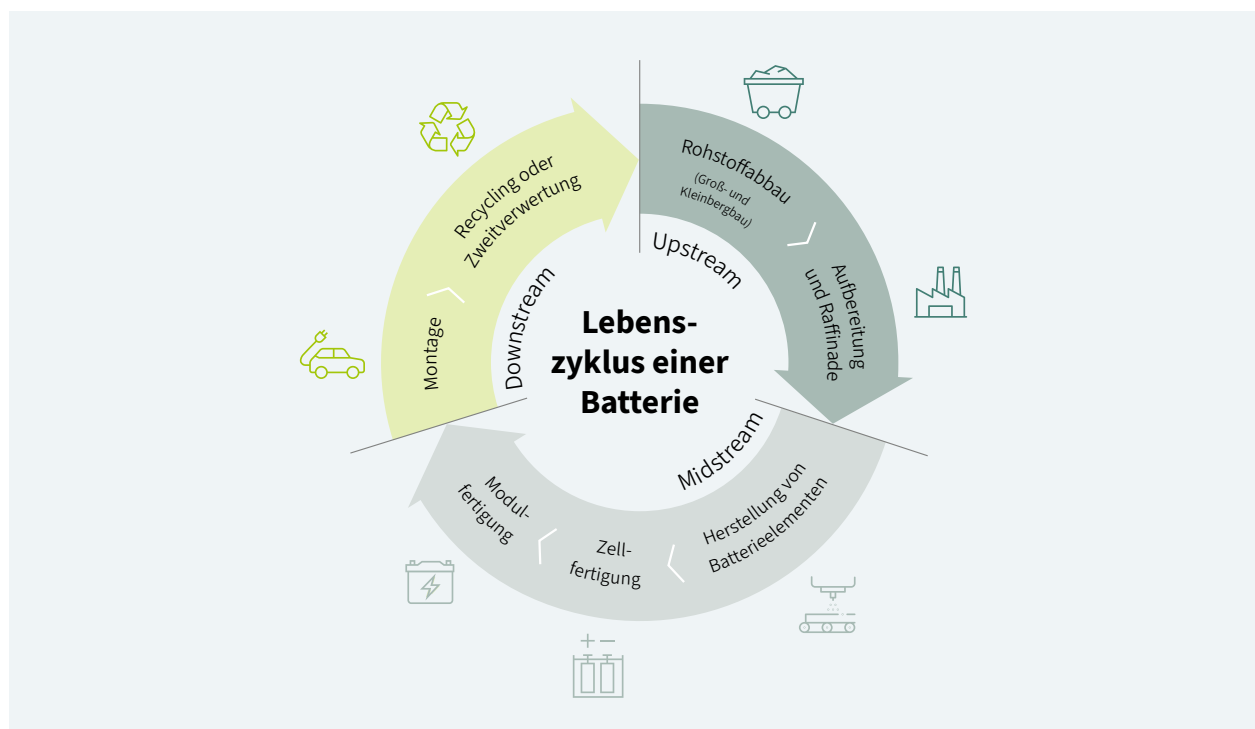 Lebens-
zyklus einer
Batterie
Upstream
Rohstoffabbau
(Groß- und
Kleinbergbau)
Aufbereitung
und Raffinade
Midstream
Herstellung von
Batterieelementen
Zell-
fertigung
Modul-
fertigung
Downstream
Montage
Recycling oder
Zweitverwertung